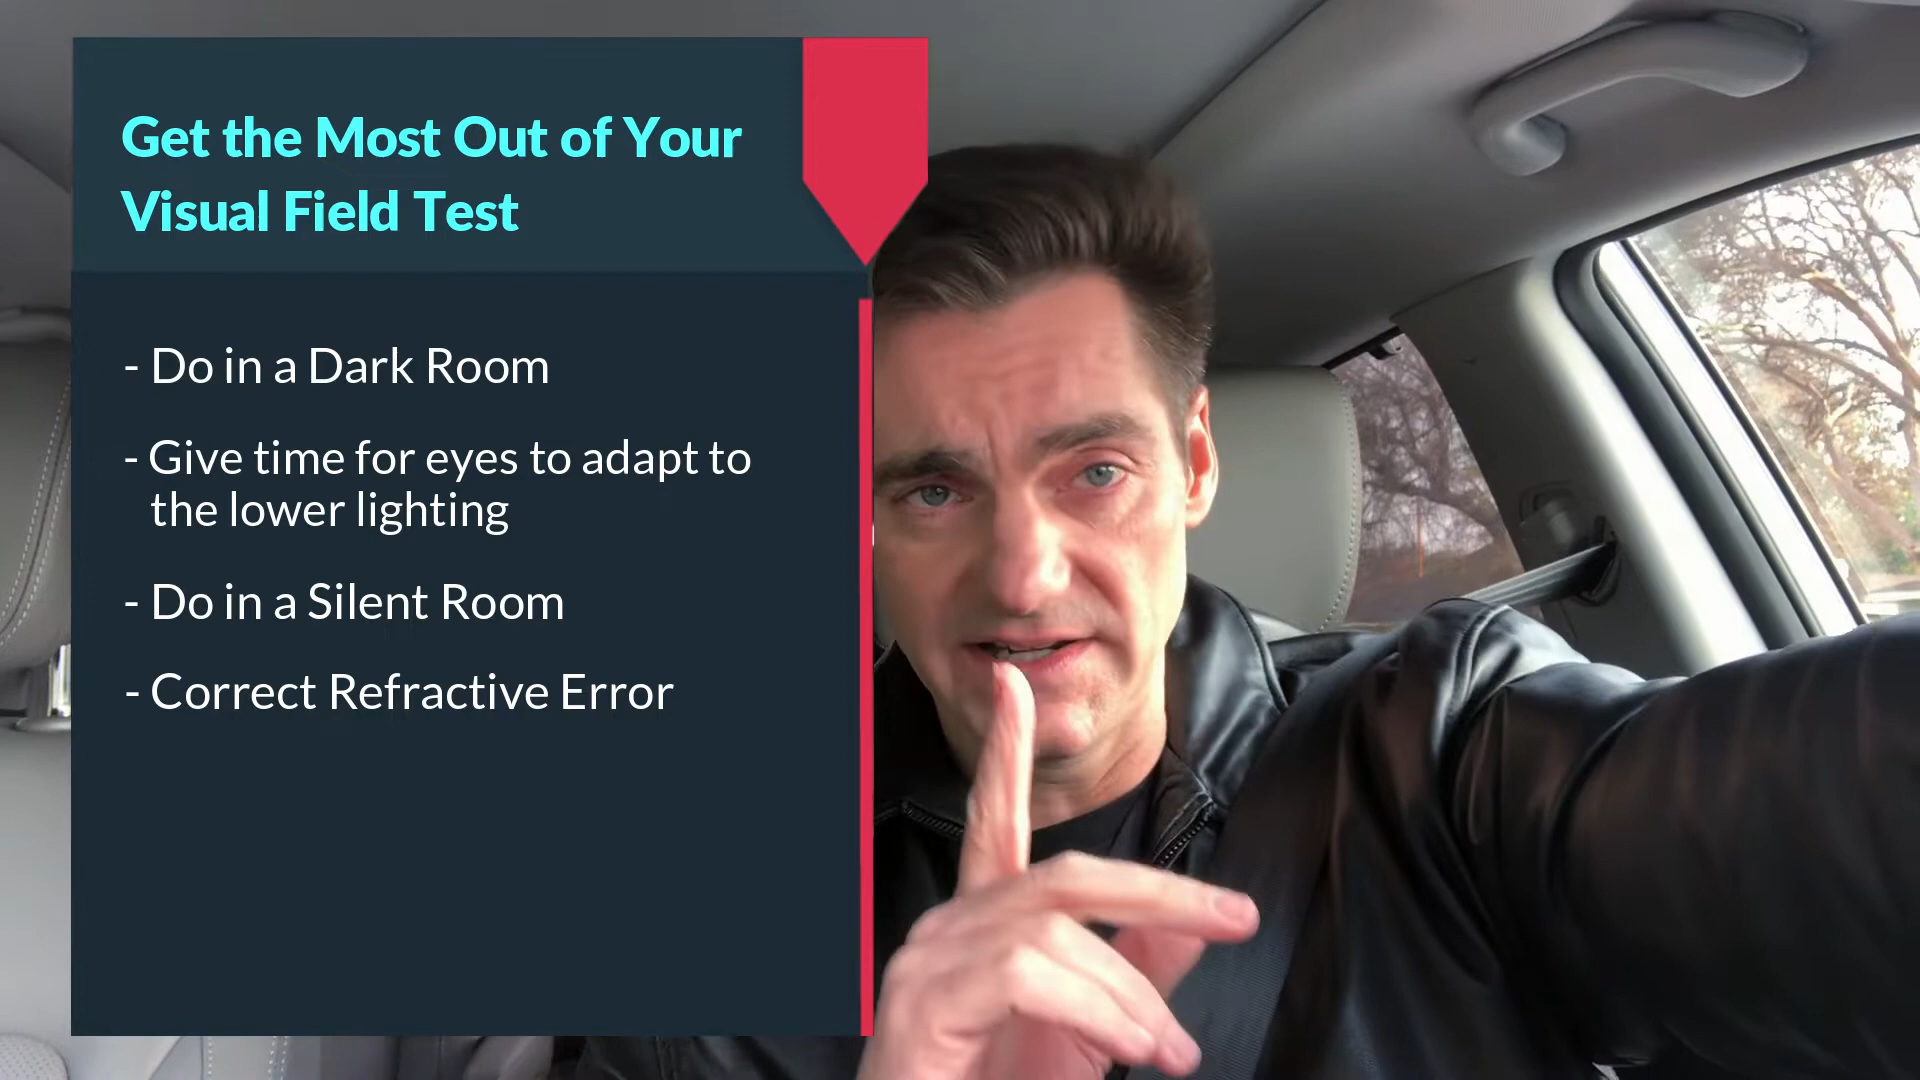 Get the Most Out of Your
Visual Field Test
- Do in a Dark Room
- Give time for eyes to adapt to
the lower lighting
- Do in a Silent Room
- Correct Refractive Error